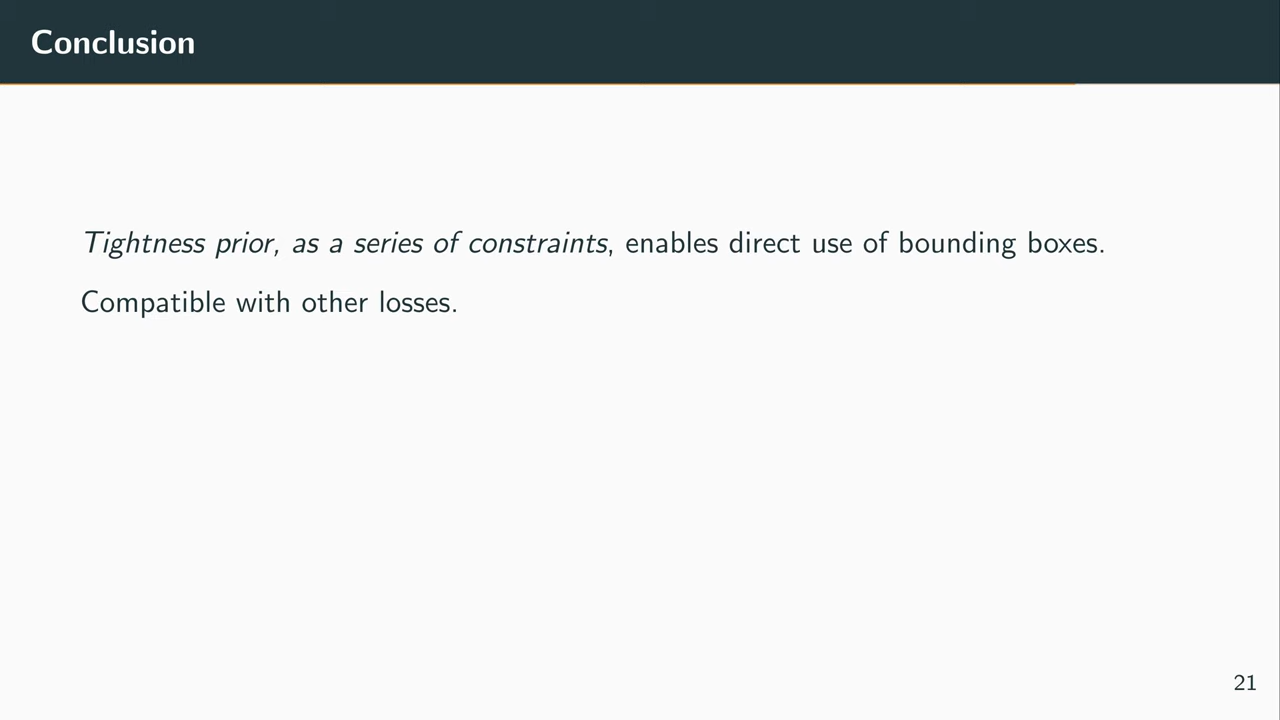 Conclusion
Tightness prior, as a series of constraints, enables direct use of bounding boxes.
Compatible with other losses.
21